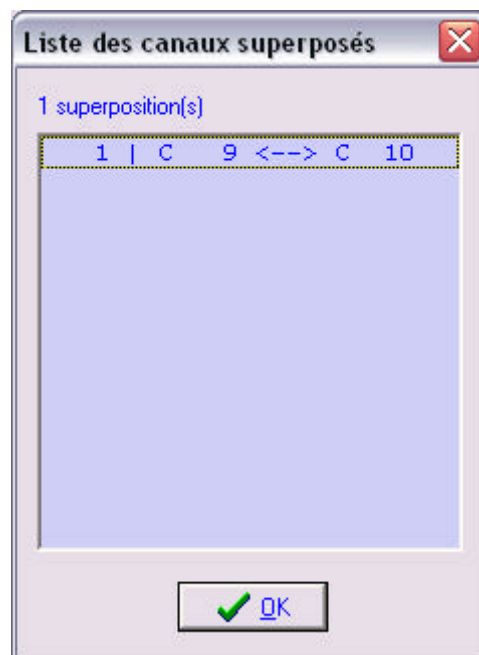 Liste des canaux superposés
1 superposition(s)
1 | C 9 <--> C 10
OK